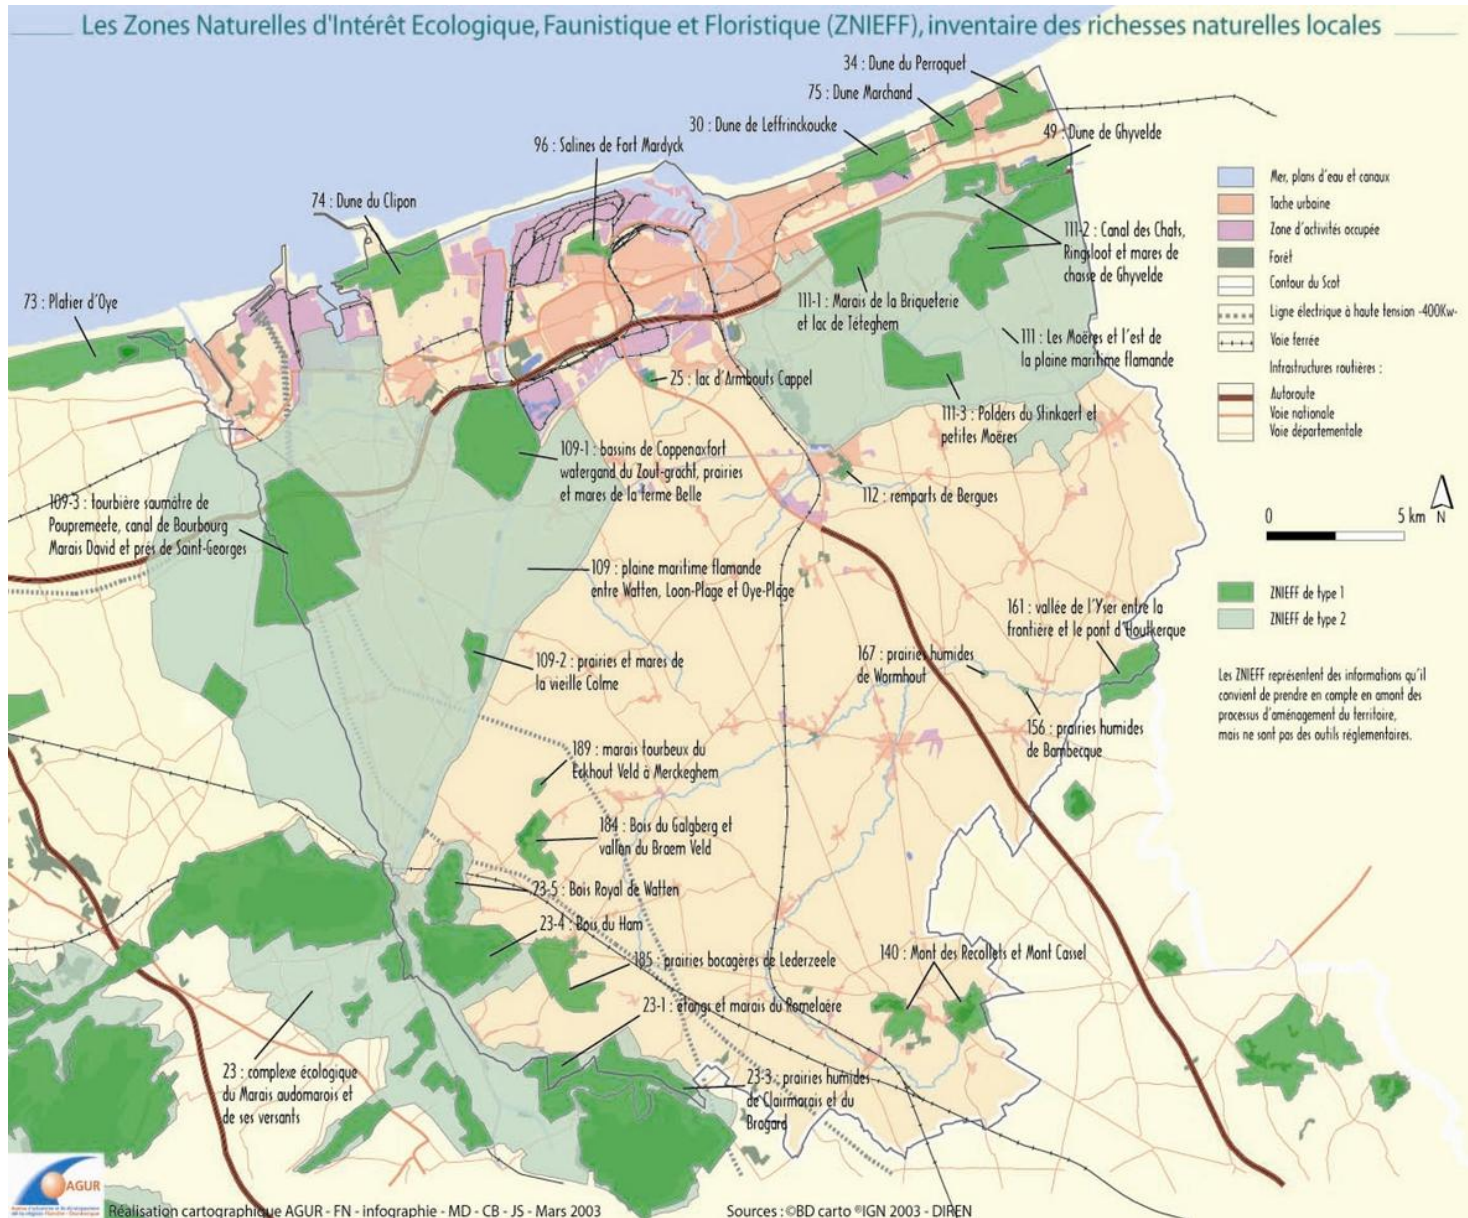 Les Zones Naturelles d'Intérêt Ecologique, Faunistique et Floristique (ZNIEFF), inventaire des richesses naturelles locales
34 : Dune du Perroquet
75 : Dune Marchand
30 : Dune de Leffrinckoucke
49 : Dune de Ghyvelde
96 : Salines de Fort Mardyck
74 : Dune du Clipon
73 : Platier d'Oye
111-2 : Canal des Chats,
Ringsloot et mares de
chasse de Ghyvelde
111-1 : Marais de la Briqueterie
et lac de Téteghem
111 : Les Moëres et l'est de
la plaine maritime flamande
25 : lac d'Armbouts Cappel
111-3 : Polders du Stinkaert et
petites Moëres
109-1 : bassins de Coppenaxfort
watergand du Zout-gracht, prairies
et mares de la ferme Belle
112 : remparts de Bergues
109-3 : tourbière saumâtre de
Poupremeete, canal de Bourbourg
Marais David et prés de Saint-Georges
109 : plaine maritime flamande
entre Watten, Loon-Plage et Oye-Plage
161 : vallée de l'Yser entre la
frontière et le pont d'Houtkerque
109-2 : prairies et mares de
la vieille Colme
167 : prairies humides
de Wormhout
156 : prairies humides
de Bambecque
189 : marais tourbeux du
Eckhout Veld à Merckeghem
184 : Bois du Galgberg et
vallon du Braem Veld
23-5 : Bois Royal de Watten
23-4 : Bois du Ham
185 : prairies bocagères de Lederzeele
140 : Mont des Recollets et Mont Cassel
23-1 : étangs et marais du Romelaëre
23 : complexe écologique
du Marais audomarois et
de ses versants
23-3 : prairies humides
de Clairmarais et du
Bragard
Mer, plans d'eau et canaux
Tache urbaine
Zone d'activités occupée
Forêt
Contour du Scot
Ligne électrique à haute tension -400Kw-
Voie ferrée
Infrastructures routières :
Autoroute
Voie nationale
Voie départementale
0 5 km N
ZNIEFF de type 1
ZNIEFF de type 2
Les ZNIEFF représentent des informations qu'il
convient de prendre en compte en amont des
processus d'aménagement du territoire,
mais ne sont pas des outils réglementaires.
AGUR
Réalisation cartographique AGUR - FN - infographie - MD - CB - JS - Mars 2003
Sources : ©BD carto ®IGN 2003 - DIREN